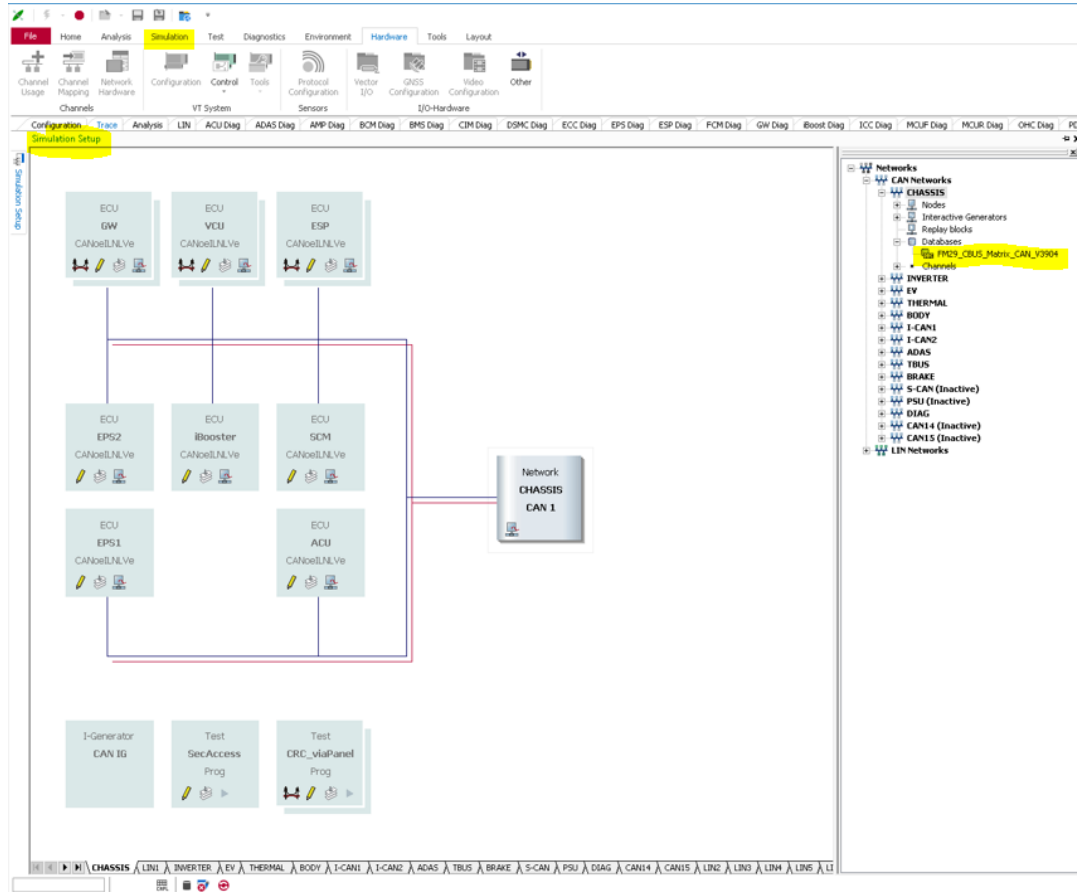 File Home Analysis Simulation Test Diagnostics Environment Hardware Tools Layout
Channel Usage
Channel Mapping
Network Hardware
Configuration
Control
Tools
Protocol Configuration
Vector I/O
GNSS Configuration
Video Configuration
Other
Channels VT System Sensors I/O-Hardware
Configuration Trace Analysis LIN ACU Diag ADAS Diag AMP Diag BCM Diag BMS Diag CIM Diag DSMC Diag ECC Diag EPS Diag ESP Diag FCM Diag GW Diag iBoost Diag ICC Diag MCUF Diag MCUR Diag OHC Diag
Simulation Setup
Simulation Setup
ECU
GW
CANoeILNLVe
ECU
VCU
CANoeILNLVe
ECU
ESP
CANoeILNLVe
ECU
EPS2
CANoeILNLVe
ECU
iBooster
CANoeILNLVe
ECU
SCM
CANoeILNLVe
ECU
EPS1
CANoeILNLVe
ECU
ACU
CANoeILNLVe
Network
CHASSIS
CAN 1
I-Generator
CAN IG
Test
SecAccess
Prog
Test
CRC_viaPanel
Prog
Networks
CAN Networks
CHASSIS
Nodes
Interactive Generators
Replay blocks
Databases
FM29_CBUS_Matrix_CAN_V3904
Channels
INVERTER
EV
THERMAL
BODY
I-CAN1
I-CAN2
ADAS
TBUS
BRAKE
S-CAN (Inactive)
PSU (Inactive)
DIAG
CAN14 (Inactive)
CAN15 (Inactive)
LIN Networks
CHASSIS LIN1 INVERTER EV THERMAL BODY I-CAN1 I-CAN2 ADAS TBUS BRAKE S-CAN PSU DIAG CAN14 CAN15 LIN2 LIN3 LIN4 LIN5 LI